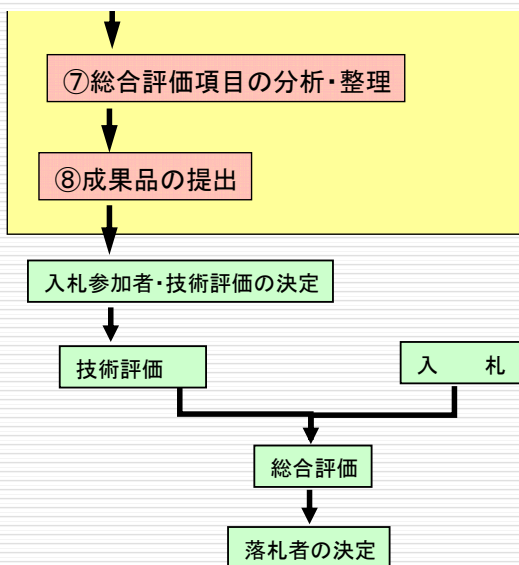 ⑦総合評価項目の分析・整理
⑧成果品の提出
入札参加者・技術評価の決定
技術評価
入　札
総合評価
落札者の決定